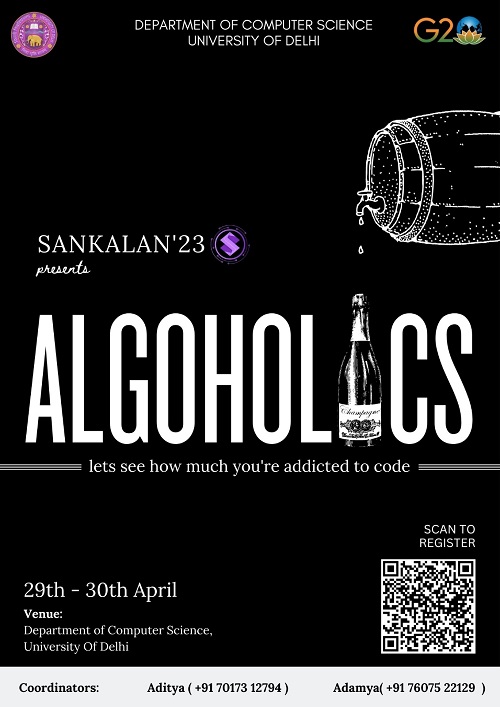 DEPARTMENT OF COMPUTER SCIENCE
UNIVERSITY OF DELHI
G20
SANKALAN'23
presents
ALGOHOLICS
Champagne
lets see how much you're addicted to code
SCAN TO
REGISTER
29th - 30th April
Venue:
Department of Computer Science,
University Of Delhi
Coordinators: Aditya ( +91 70173 12794 ) Adamya( +91 76075 22129 )